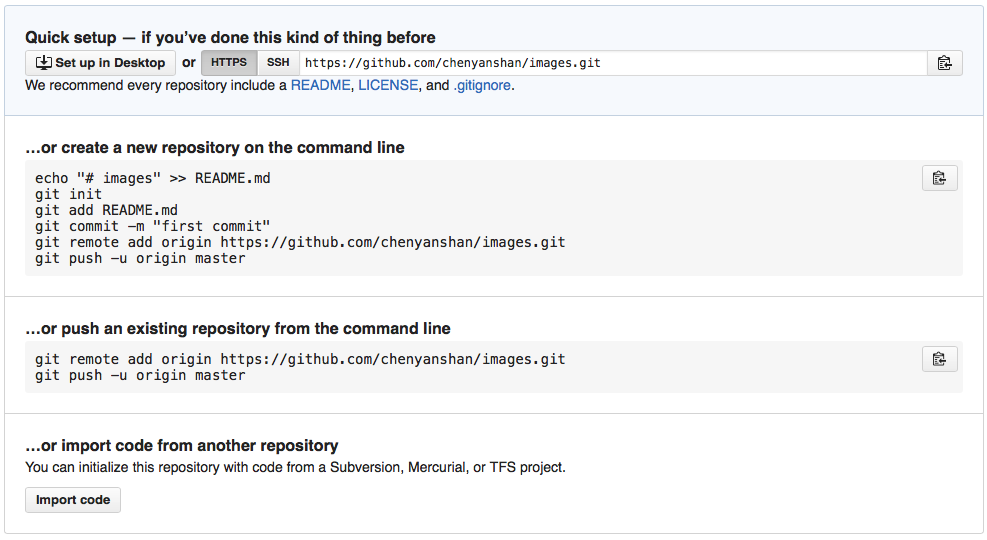 Quick setup — if you’ve done this kind of thing before
Set up in Desktop or HTTPS SSH https://github.com/chenyanshan/images.git
We recommend every repository include a README, LICENSE, and .gitignore.
…or create a new repository on the command line
echo "# images" >> README.md
git init
git add README.md
git commit -m "first commit"
git remote add origin https://github.com/chenyanshan/images.git
git push -u origin master
…or push an existing repository from the command line
git remote add origin https://github.com/chenyanshan/images.git
git push -u origin master
…or import code from another repository
You can initialize this repository with code from a Subversion, Mercurial, or TFS project.
Import code